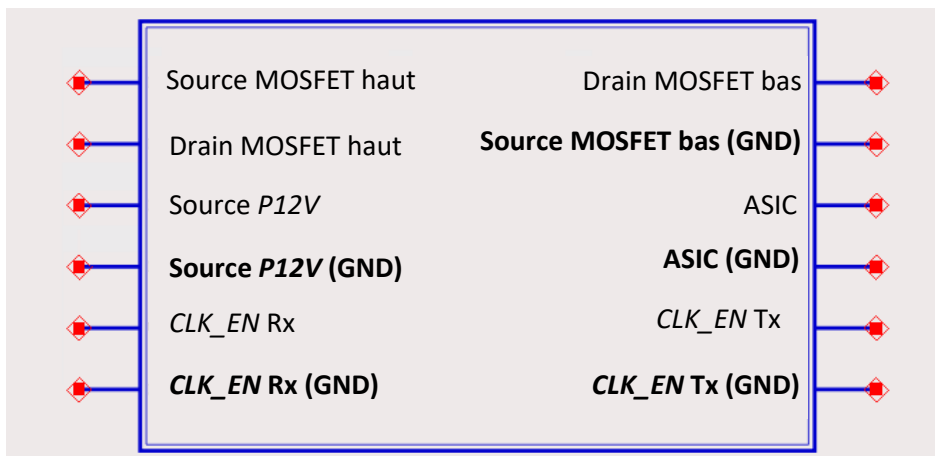 Source MOSFET haut
Drain MOSFET haut
Source P12V
Source P12V (GND)
CLK_EN Rx
CLK_EN Rx (GND)
Drain MOSFET bas
Source MOSFET bas (GND)
ASIC
ASIC (GND)
CLK_EN Tx
CLK_EN Tx (GND)